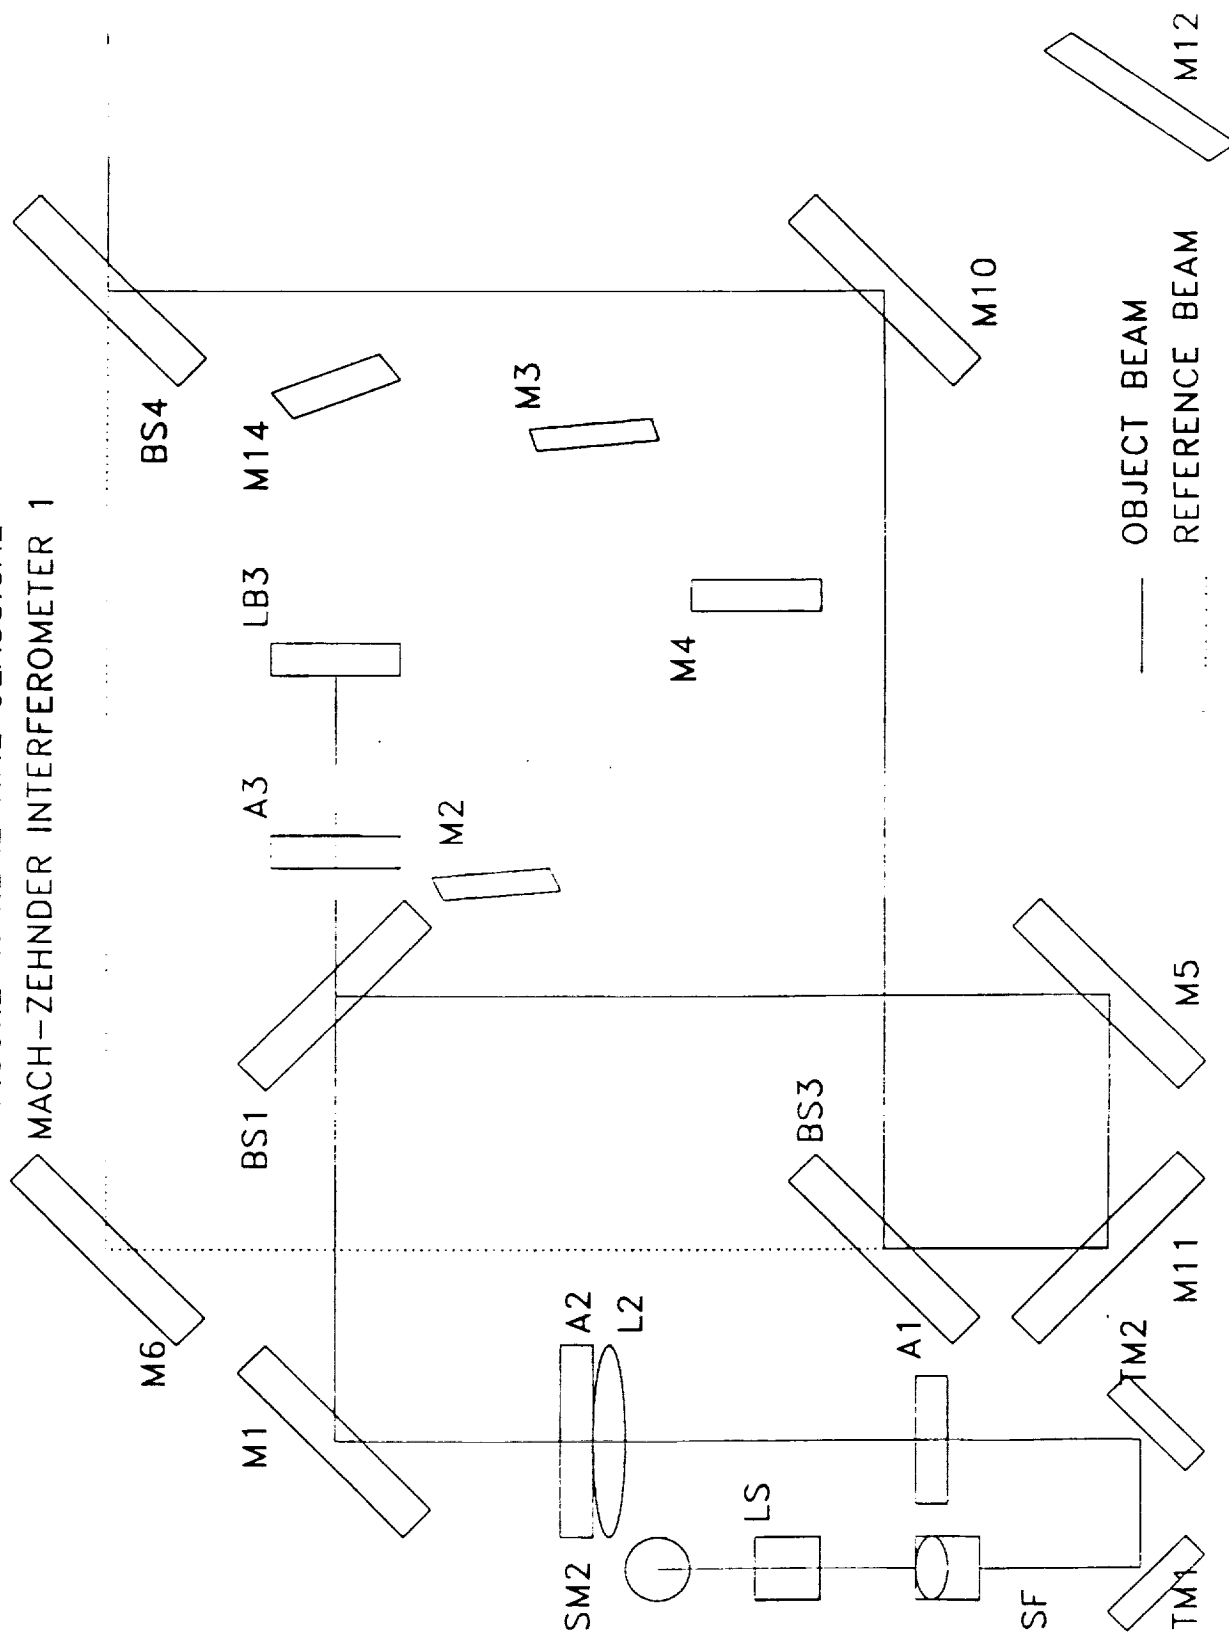 MACH-ZEHNDER INTERFEROMETER 1
M6
M1
BS1
A3
LB3
M14
BS4
M2
M4
M3
SM2
A2
L2
LS
A1
BS3
M10
SF
TM1
TM2
M11
M5
OBJECT BEAM
REFERENCE BEAM
M12